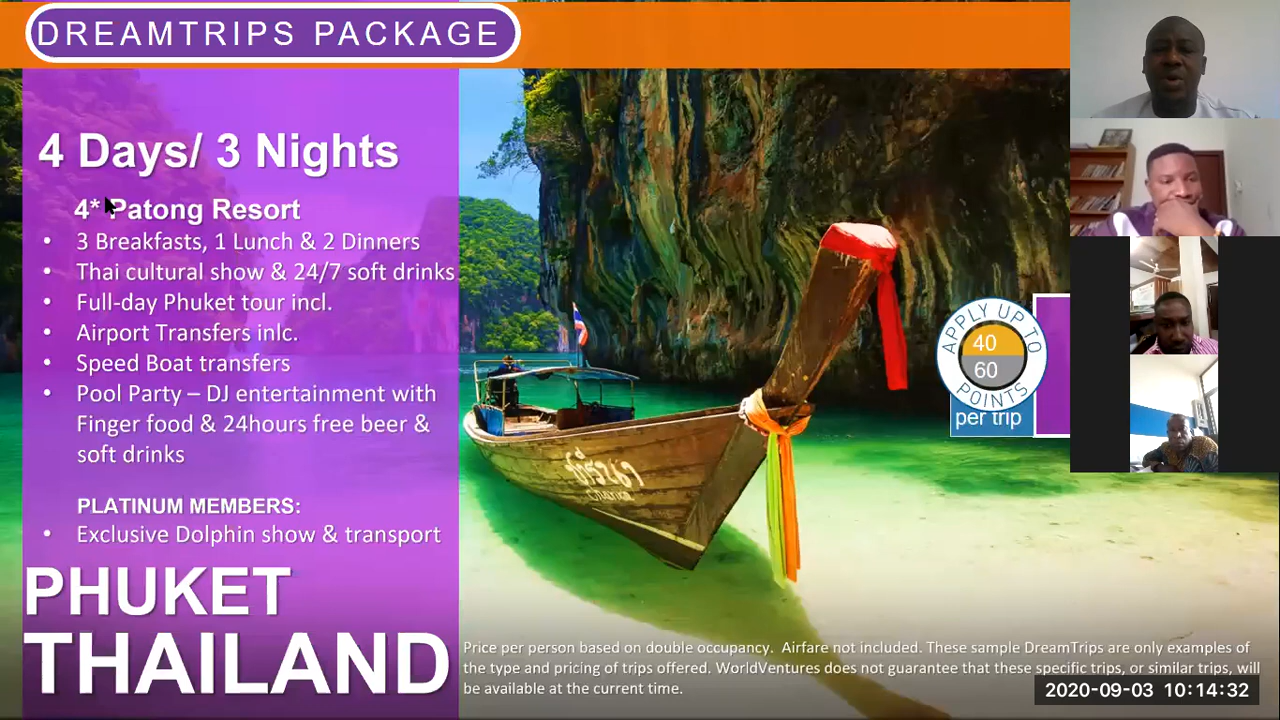 DREAMTRIPS PACKAGE
4 Days/ 3 Nights
4* Patong Resort
• 3 Breakfasts, 1 Lunch & 2 Dinners
• Thai cultural show & 24/7 soft drinks
• Full-day Phuket tour incl.
• Airport Transfers inlc.
• Speed Boat transfers
• Pool Party – DJ entertainment with
Finger food & 24hours free beer &
soft drinks
PLATINUM MEMBERS:
• Exclusive Dolphin show & transport
PHUKET
THAILAND
APPLY UP TO
40
60
POINTS
per trip
Price per person based on double occupancy.  Airfare not included. These sample DreamTrips are only examples of
the type and pricing of trips offered. WorldVentures does not guarantee that these specific trips, or similar trips, will
be available at the current time.
2020-09-03 10:14:32